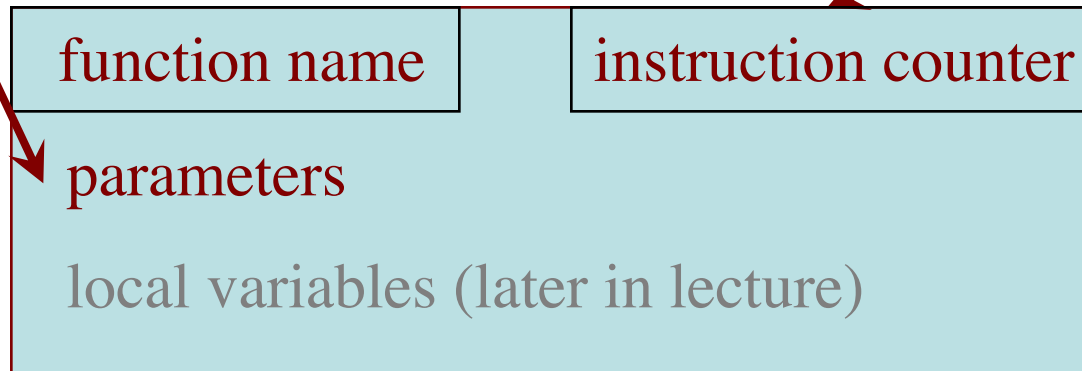 function name instruction counter
parameters
local variables (later in lecture)